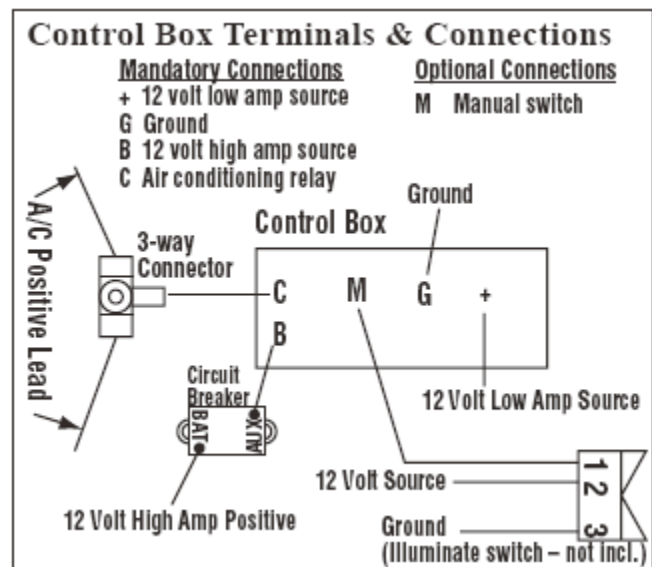 Control Box Terminals & Connections
Mandatory Connections
+ 12 volt low amp source
G Ground
B 12 volt high amp source
C Air conditioning relay
Optional Connections
M Manual switch
A/C Positive Lead
3-way
Connector
Control Box
Ground
C M G +
B
Circuit
Breaker
BAT
AUX
12 Volt High Amp Positive
12 Volt Low Amp Source
12 Volt Source
Ground
(Illuminate switch – not incl.)
1
2
3